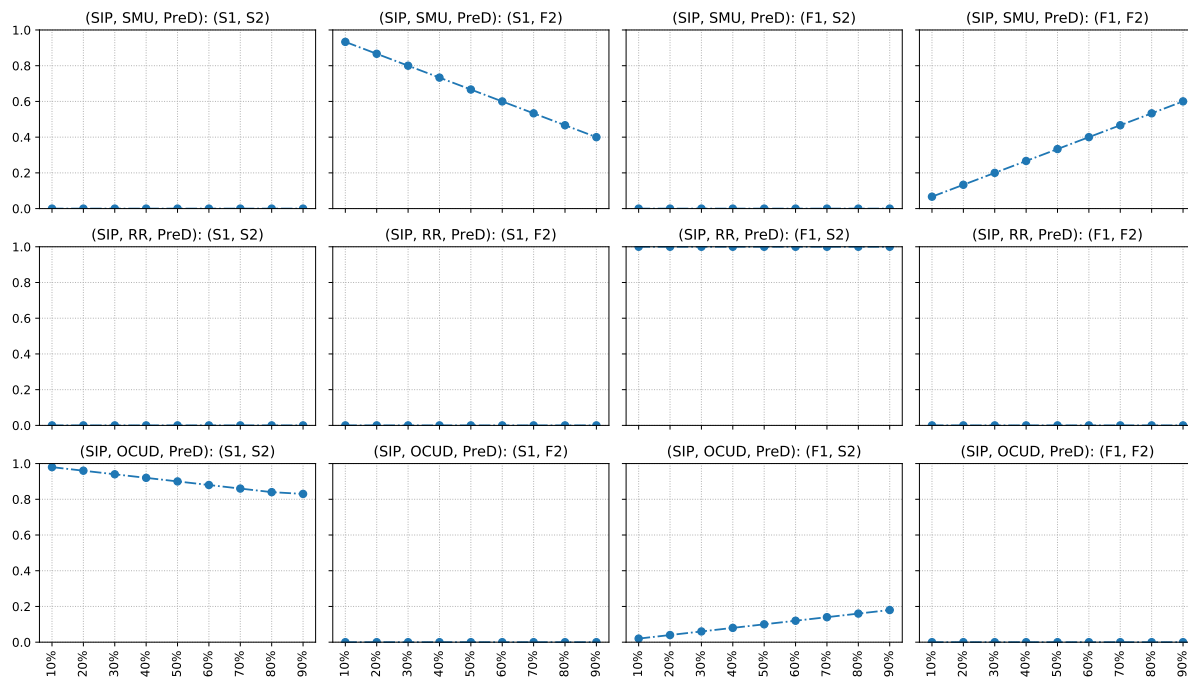 (SIP, SMU, PreD): (S1, S2)
(SIP, SMU, PreD): (S1, F2)
(SIP, SMU, PreD): (F1, S2)
(SIP, SMU, PreD): (F1, F2)
1.0
0.8
0.6
0.4
0.2
0.0
(SIP, RR, PreD): (S1, S2)
(SIP, RR, PreD): (S1, F2)
(SIP, RR, PreD): (F1, S2)
(SIP, RR, PreD): (F1, F2)
1.0
0.8
0.6
0.4
0.2
0.0
(SIP, OCUD, PreD): (S1, S2)
(SIP, OCUD, PreD): (S1, F2)
(SIP, OCUD, PreD): (F1, S2)
(SIP, OCUD, PreD): (F1, F2)
1.0
0.8
0.6
0.4
0.2
0.0
10% 20% 30% 40% 50% 60% 70% 80% 90%
10% 20% 30% 40% 50% 60% 70% 80% 90%
10% 20% 30% 40% 50% 60% 70% 80% 90%
10% 20% 30% 40% 50% 60% 70% 80% 90%